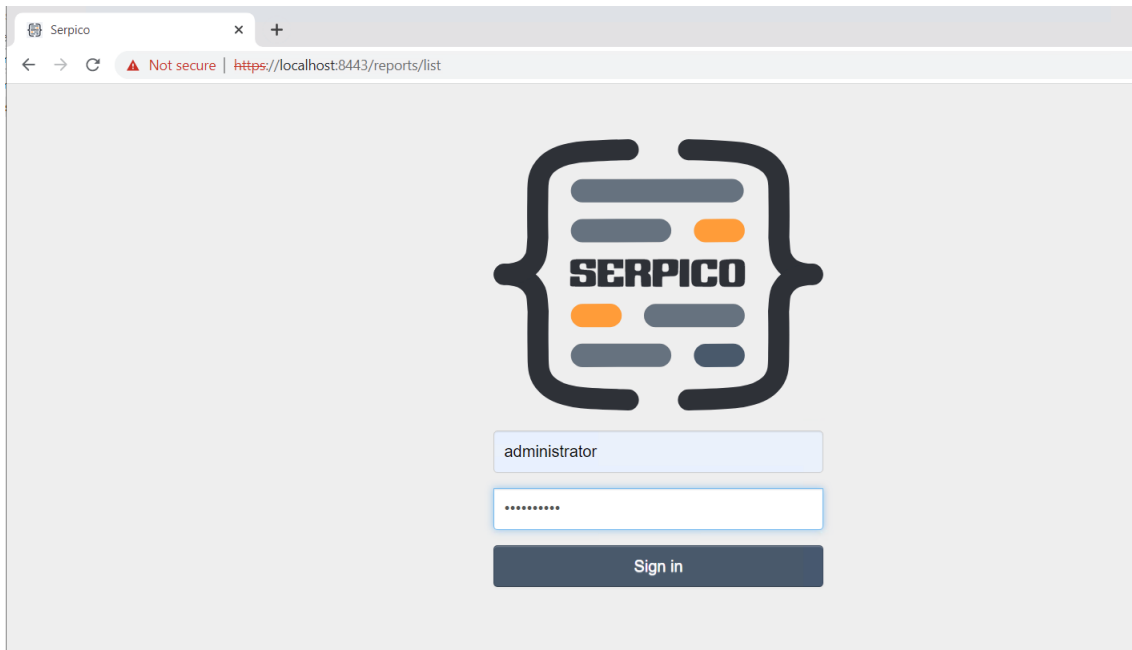 Serpico
Not secure | https://localhost:8443/reports/list
SERPICO
administrator
••••••••••
Sign in